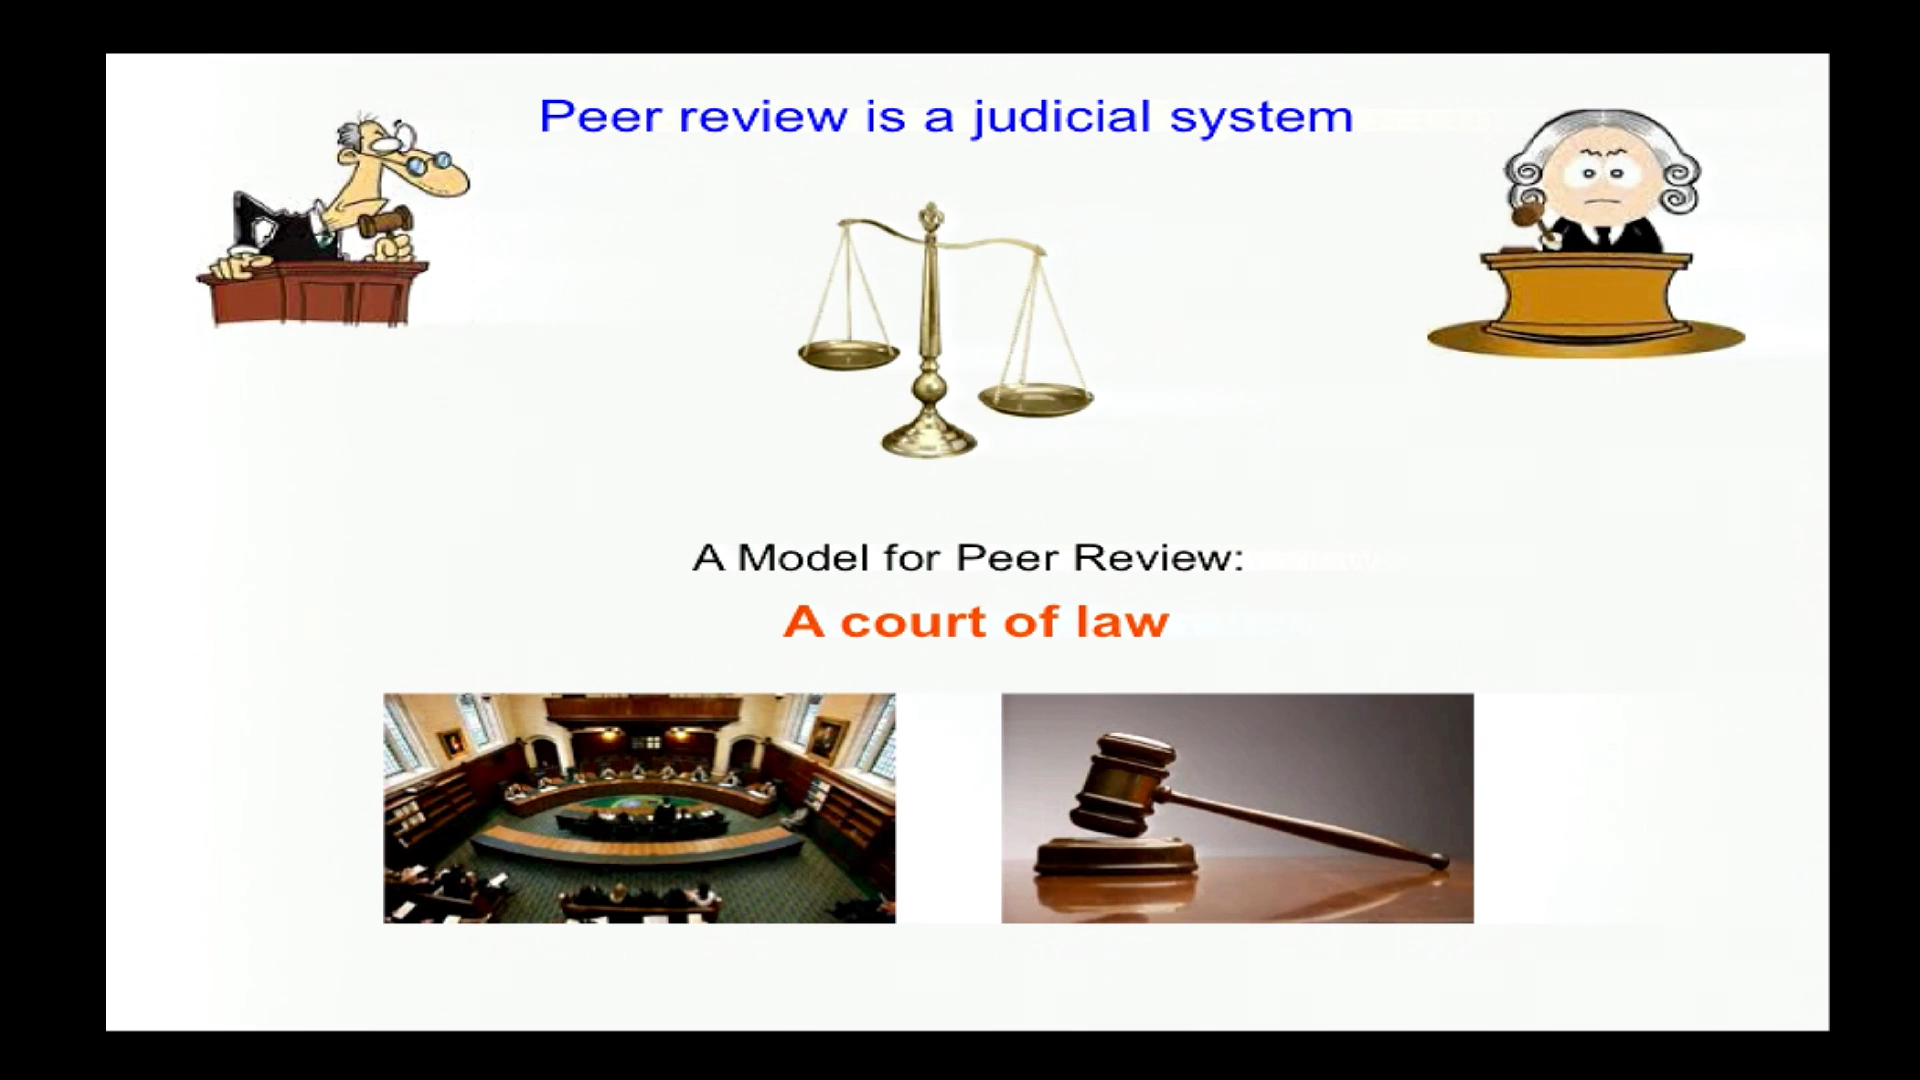 Peer review is a judicial system
A Model for Peer Review:
A court of law